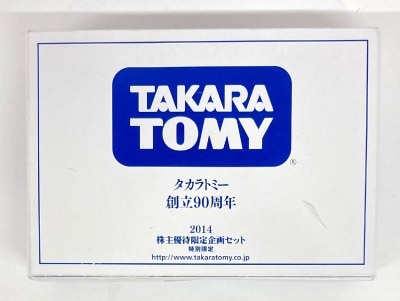 TAKARA
TOMY
®
タカラトミー
創立90周年
2014
株主優待限定企画セット
特別限定
http://www.takaratomy.co.jp